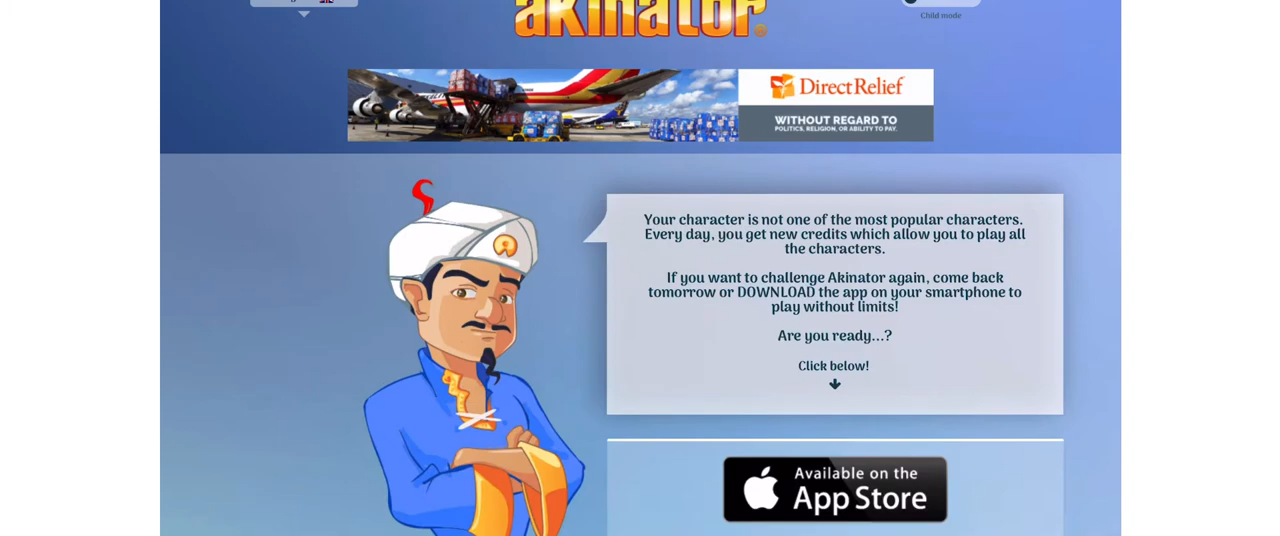 akinator
Child mode
DirectRelief
WITHOUT REGARD TO
POLITICS, RELIGION, OR ABILITY TO PAY.
Your character is not one of the most popular characters.
Every day, you get new credits which allow you to play all
the characters.
If you want to challenge Akinator again, come back
tomorrow or DOWNLOAD the app on your smartphone to
play without limits!
Are you ready...?
Click below!
Available on the
App Store